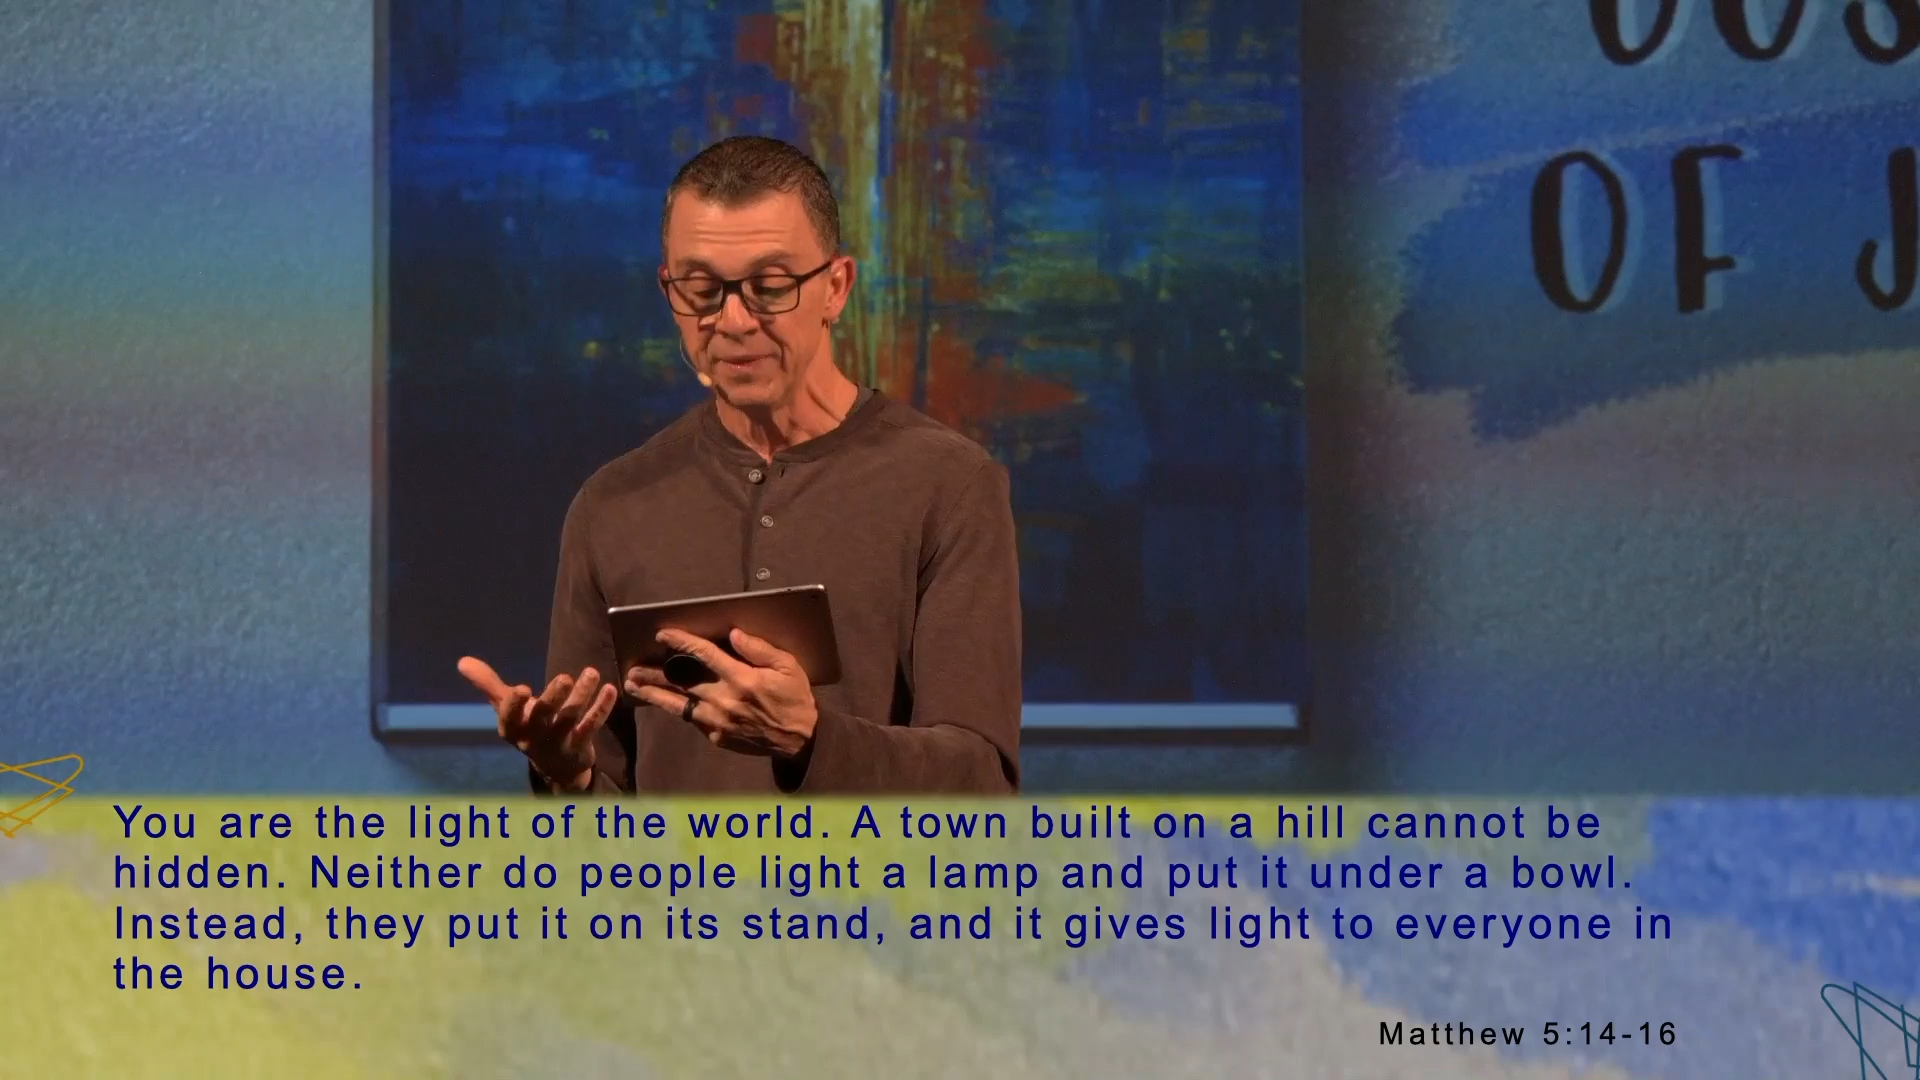 OF J
You are the light of the world. A town built on a hill cannot be
hidden. Neither do people light a lamp and put it under a bowl.
Instead, they put it on its stand, and it gives light to everyone in
the house.
Matthew 5:14-16